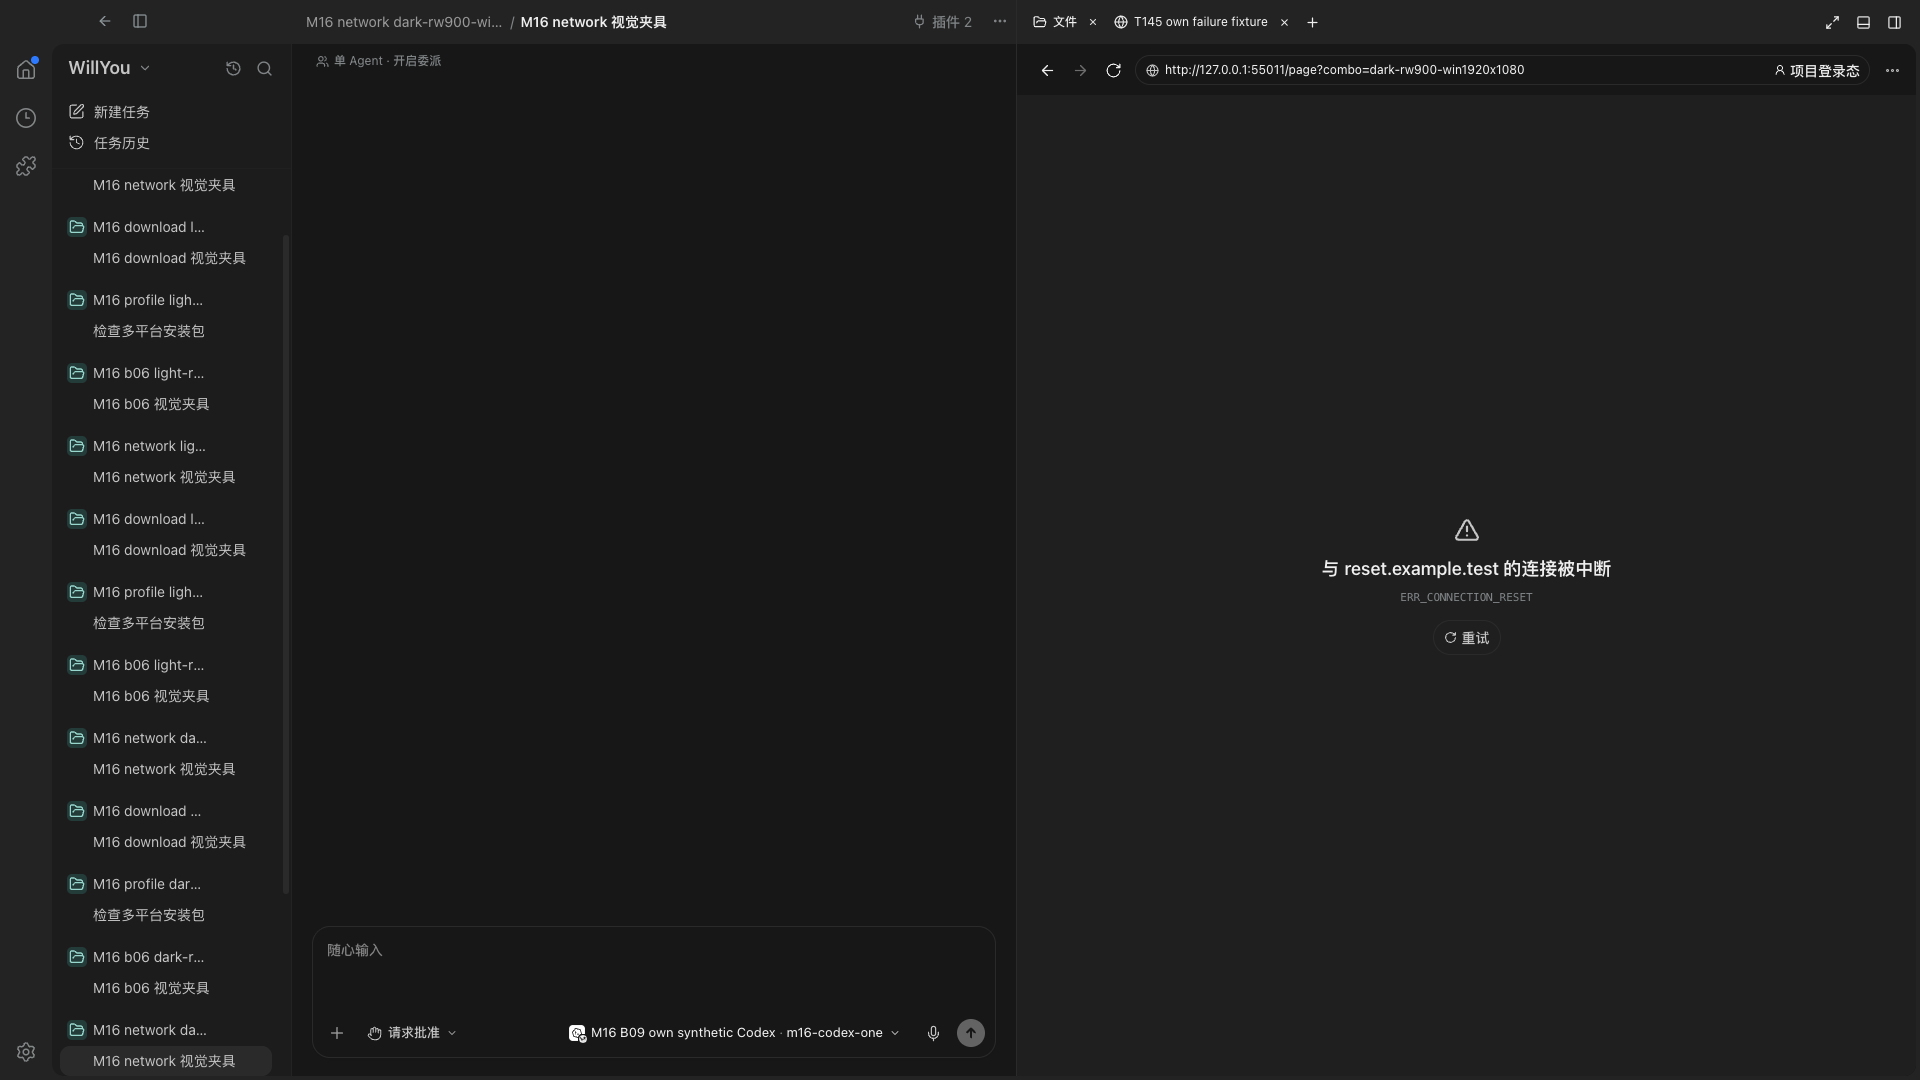 M16 network dark-rw900-wi... / M16 network 视觉夹具
插件 2
文件
T145 own failure fixture
WillYou
单 Agent · 开启委派
http://127.0.0.1:55011/page?combo=dark-rw900-win1920x1080
项目登录态
新建任务
任务历史
M16 network 视觉夹具
M16 download l...
M16 download 视觉夹具
M16 profile ligh...
检查多平台安装包
M16 b06 light-r...
M16 b06 视觉夹具
M16 network lig...
M16 network 视觉夹具
M16 download l...
M16 download 视觉夹具
M16 profile ligh...
检查多平台安装包
M16 b06 light-r...
M16 b06 视觉夹具
M16 network da...
M16 network 视觉夹具
M16 download ...
M16 download 视觉夹具
M16 profile dar...
检查多平台安装包
M16 b06 dark-r...
M16 b06 视觉夹具
M16 network da...
M16 network 视觉夹具
与 reset.example.test 的连接被中断
ERR_CONNECTION_RESET
重试
随心输入
请求批准
M16 B09 own synthetic Codex · m16-codex-one